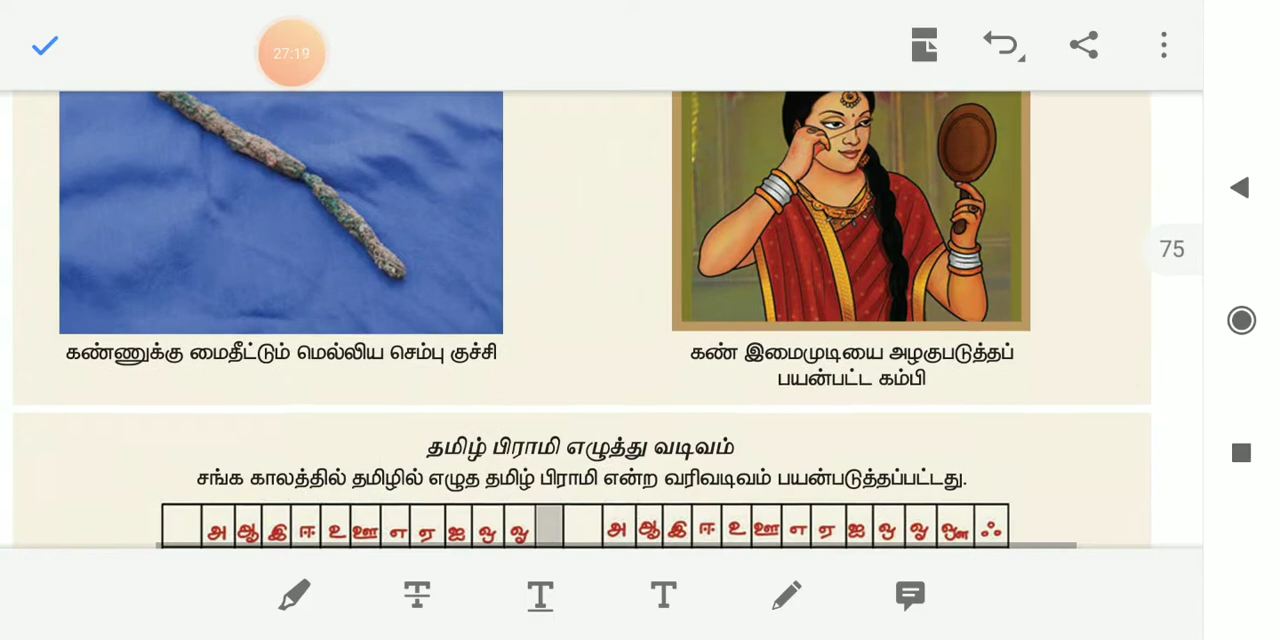 27:19
75
கண்ணுக்கு மைதீட்டும் மெல்லிய செம்பு குச்சி
கண் இமைமுடியை அழகுபடுத்தப்
பயன்பட்ட கம்பி
தமிழ் பிராமி எழுத்து வடிவம்
சங்க காலத்தில் தமிழில் எழுத தமிழ் பிராமி என்ற வரிவடிவம் பயன்படுத்தப்பட்டது.
அ ஆ இ ஈ உ ஊ எ ஏ ஐ ஒ ஓ அ ஆ இ ஈ உ ஊ எ ஏ ஐ ஒ ஓ ஔ ஃ